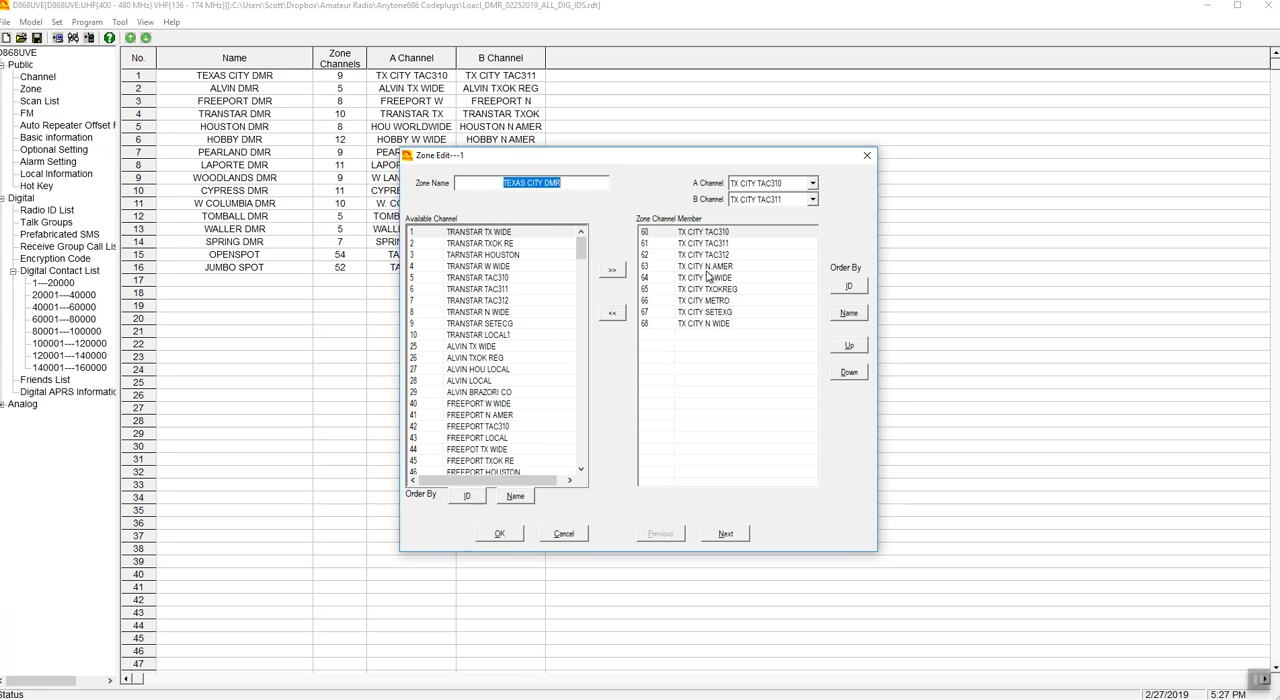 D868UVE[D868UVE:UHF(400 - 480 MHz) VHF(136 - 174 MHz)][:C:\Users\Scott\Dropbox\Amateur Radio\Anytone686 Codeplugs\Loacl_DMR_02252019_ALL_DIG_IDS.rdt]
File Model Set Program Tool View Help
D868UVE
Public
Channel
Zone
Scan List
FM
Auto Repeater Offset F
Basic information
Optional Setting
Alarm Setting
Local Information
Hot Key
Digital
Radio ID List
Talk Groups
Prefabricated SMS
Receive Group Call Lis
Encryption Code
Digital Contact List
1---20000
20001---40000
40001---60000
60001---80000
80001---100000
100001---120000
120001---140000
140001---160000
Friends List
Digital APRS Informatic
Analog
No. Name Zone Channels A Channel B Channel
1 TEXAS CITY DMR 9 TX CITY TAC310 TX CITY TAC311
2 ALVIN DMR 5 ALVIN TX WIDE ALVIN TXOK REG
3 FREEPORT DMR 8 FREEPORT W FREEPORT N
4 TRANSTAR DMR 10 TRANSTAR TX TRANSTAR TXOK
5 HOUSTON DMR 8 HOU WORLDWIDE HOUSTON N AMER
6 HOBBY DMR 12 HOBBY W WIDE HOBBY N AMER
7 PEARLAND DMR 9 PEAR
8 LAPORTE DMR 11 LAPO
9 WOODLANDS DMR 9 W LAN
10 CYPRESS DMR 11 CYPRE
11 W COLUMBIA DMR 10 W CO
12 TOMBALL DMR 5 TOMB
13 WALLER DMR 5 WALL
14 SPRING DMR 7 SPRIN
15 OPENSPOT 54 TA
16 JUMBO SPOT 52 TA
17
18
19
20
21
22
23
24
25
26
27
28
29
30
31
32
33
34
35
36
37
38
39
40
41
42
43
44
45
46
47
Zone Edit---1
Zone Name TEXAS CITY DMR
A Channel TX CITY TAC310
B Channel TX CITY TAC311
Available Channel
1 TRANSTAR TX WIDE
2 TRANSTAR TXOK RE
3 TRANSTAR HOUSTON
4 TRANSTAR W WIDE
5 TRANSTAR TAC310
6 TRANSTAR TAC311
7 TRANSTAR TAC312
8 TRANSTAR N WIDE
9 TRANSTAR SETECG
10 TRANSTAR LOCAL1
25 ALVIN TX WIDE
26 ALVIN TXOK REG
27 ALVIN HOU LOCAL
28 ALVIN LOCAL
29 ALVIN BRAZORI CO
40 FREEPORT W WIDE
41 FREEPORT N AMER
42 FREEPORT TAC310
43 FREEPORT LOCAL
44 FREEPOT TX WIDE
45 FREEPORT TXOK RE
46 FREEPORT HOUSTON
Order By ID Name
>>
<<
Zone Channel Member
60 TX CITY TAC310
61 TX CITY TAC311
62 TX CITY TAC312
63 TX CITY N AMER
64 TX CITY WIDE
65 TX CITY TXOKREG
66 TX CITY METRO
67 TX CITY SETEXG
68 TX CITY N WIDE
Order By
ID
Name
Up
Down
OK Cancel Previous Next
Status 2/27/2019 5:27 PM